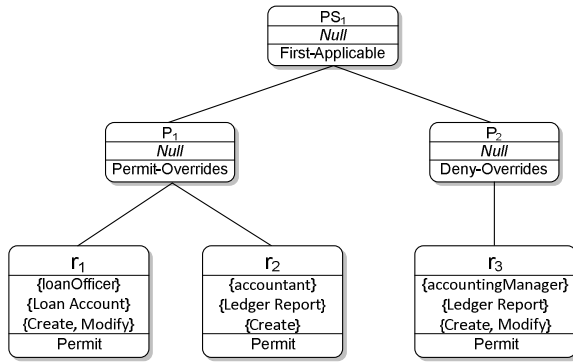 PS₁
Null
First-Applicable
P₁
Null
Permit-Overrides
P₂
Null
Deny-Overrides
r₁
{loanOfficer}
{Loan Account}
{Create, Modify}
Permit
r₂
{accountant}
{Ledger Report}
{Create}
Permit
r₃
{accountingManager}
{Ledger Report}
{Create, Modify}
Permit